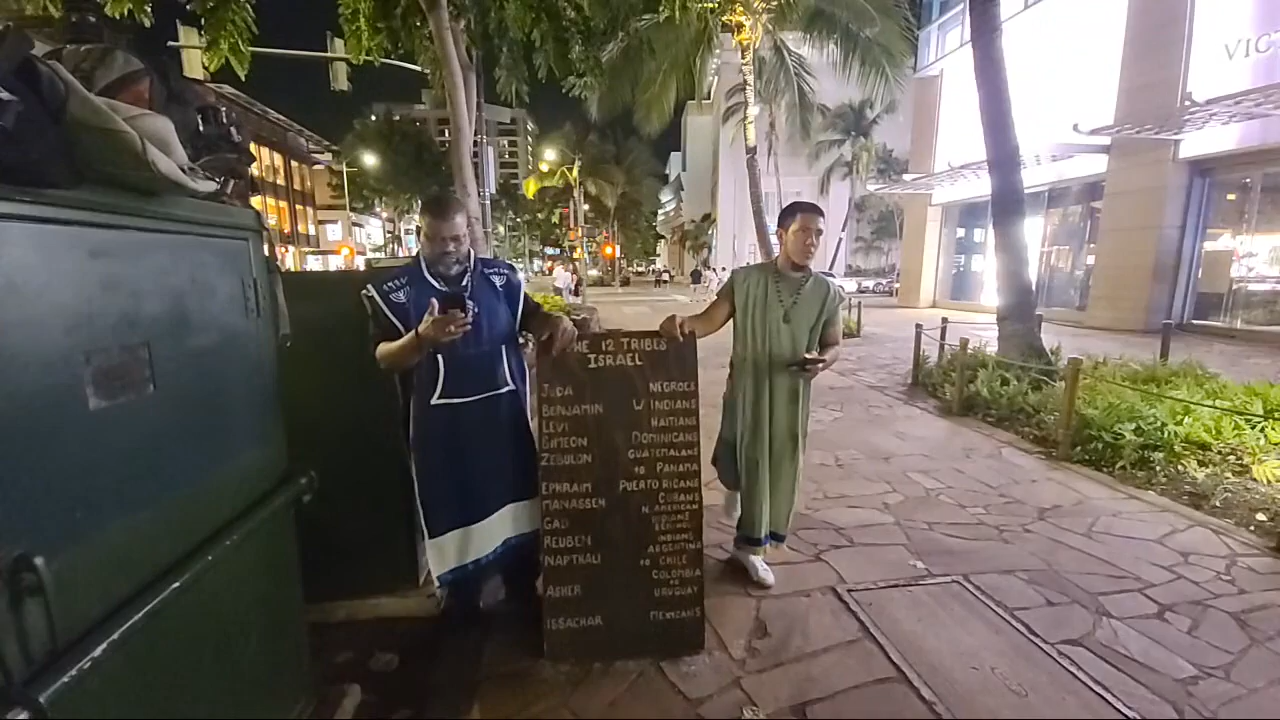 THE 12 TRIBES
ISRAEL
JUDA NEGROES
BENJAMIN W INDIANS
LEVI HAITIANS
SIMEON DOMINICANS
ZEBULON GUATEMALANS
TO PANAMA
EPHRAIM PUERTO RICANS
MANASSEH CUBANS
GAD N. AMERICAN
INDIANS
REUBEN
INDIANS
NAPTHALI ARGENTINA
TO CHILE
ASHER COLOMBIA
TO
URUGUAY
ISSACHAR MEXICANS
VIC